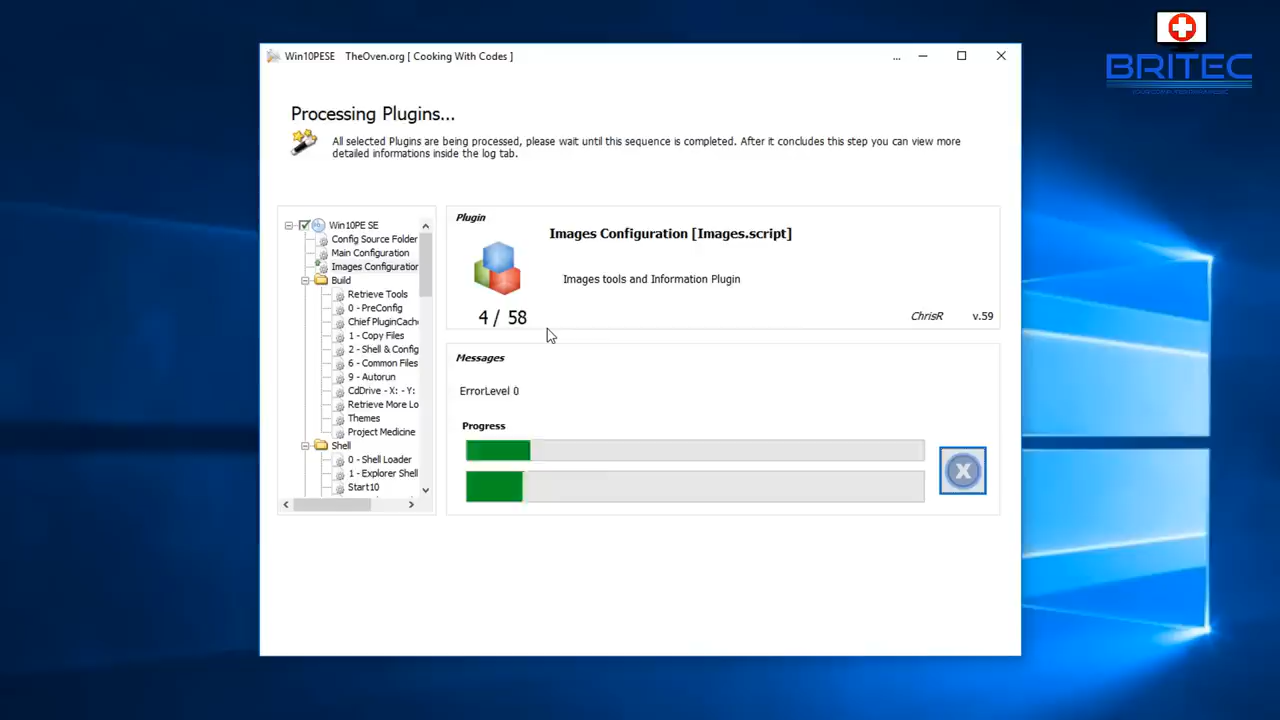 BRITEC
Win10PESE TheOven.org [ Cooking With Codes ]
...
Processing Plugins...
All selected Plugins are being processed, please wait until this sequence is completed. After it concludes this step you can view more
detailed informations inside the log tab.
Win10PE SE
Config Source Folder
Main Configuration
Images Configuration
Build
Retrieve Tools
0 - PreConfig
Chief PluginCach
1 - Copy Files
2 - Shell & Config
6 - Common Files
9 - Autorun
CdDrive - X: - Y:
Retrieve More Lo
Themes
Project Medicine
Shell
0 - Shell Loader
1 - Explorer Shell
Start10
Plugin
Images Configuration [Images.script]
Images tools and Information Plugin
4 / 58
ChrisR v.59
Messages
ErrorLevel 0
Progress
X